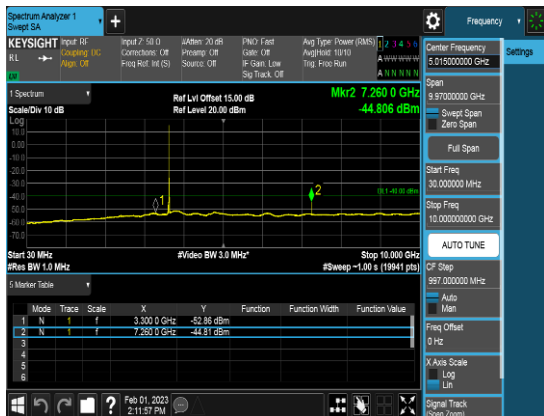 Spectrum Analyzer 1
Swept SA
+
Frequency
KEYSIGHT
RL
Input: RF
Coupling: DC
Align: Off
Input Z: 50 Ω
Corrections: Off
Freq Ref: Int (S)
#Atten: 20 dB
Preamp: Off
Source: Off
PNO: Fast
Gate: Off
IF Gain: Low
Sig Track: Off
Avg Type: Power (RMS)
Avg|Hold: 10/10
Trig: Free Run
1 2 3 4 5 6
A W W W W W
A N N N N N
1 Spectrum
Scale/Div 10 dB
Ref Lvl Offset 15.00 dB
Ref Level 20.00 dBm
Mkr2 7.260 0 GHz
-44.806 dBm
Log
10.0
0.00
-10.0
-20.0
-30.0
-40.0
-50.0
-60.0
-70.0
1
2
DL1 -40.00 dBm
Start 30 MHz
#Video BW 3.0 MHz*
Stop 10.000 GHz
#Res BW 1.0 MHz
#Sweep ~1.00 s (19941 pts)
5 Marker Table
Mode Trace Scale X Y Function Function Width Function Value
1 N 1 f 3.300 0 GHz -52.86 dBm
2 N 1 f 7.260 0 GHz -44.81 dBm
3
4
5
6
Feb 01, 2023
2:11:57 PM
Center Frequency
5.015000000 GHz
Settings
Span
9.97000000 GHz
Swept Span
Zero Span
Full Span
Start Freq
30.000000 MHz
Stop Freq
10.000000000 GHz
AUTO TUNE
CF Step
997.000000 MHz
Auto
Man
Freq Offset
0 Hz
X Axis Scale
Log
Lin
Signal Track
(Span Zoom)